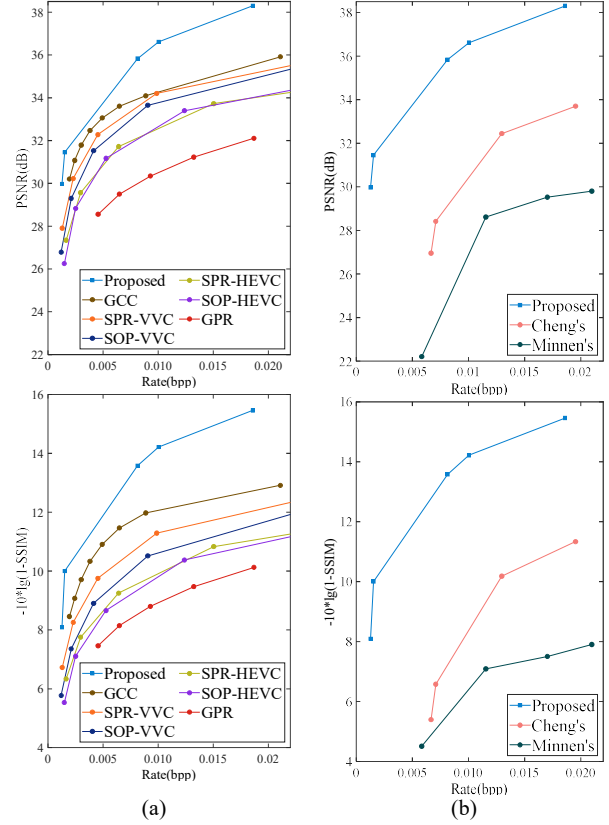 38
36
34
32
30
28
26
24
22
PSNR(dB)
0
0.005
0.010
0.015
0.020
Rate(bpp)
Proposed
GCC
SPR-VVC
SOP-VVC
SPR-HEVC
SOP-HEVC
GPR
38
36
34
32
30
28
26
24
22
PSNR(dB)
0
0.005
0.010
0.015
0.02
Rate(bpp)
Proposed
Cheng's
Minnen's
16
14
12
10
8
6
4
-10*lg(1-SSIM)
0
0.005
0.010
0.015
0.020
Rate(bpp)
Proposed
GCC
SPR-VVC
SOP-VVC
SPR-HEVC
SOP-HEVC
GPR
(a)
16
14
12
10
8
6
4
-10*lg(1-SSIM)
0
0.005
0.010
0.015
0.020
Rate(bpp)
Proposed
Cheng's
Minnen's
(b)